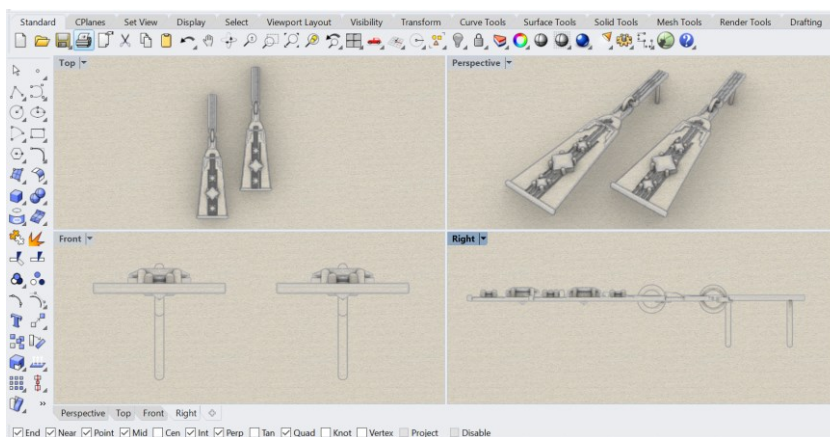 Standard CPlanes Set View Display Select Viewport Layout Visibility Transform Curve Tools Surface Tools Solid Tools Mesh Tools Render Tools Drafting
Top
Perspective
Front
Right
Perspective Top Front Right
End Near Point Mid Cen Int Perp Tan Quad Knot Vertex Project Disable